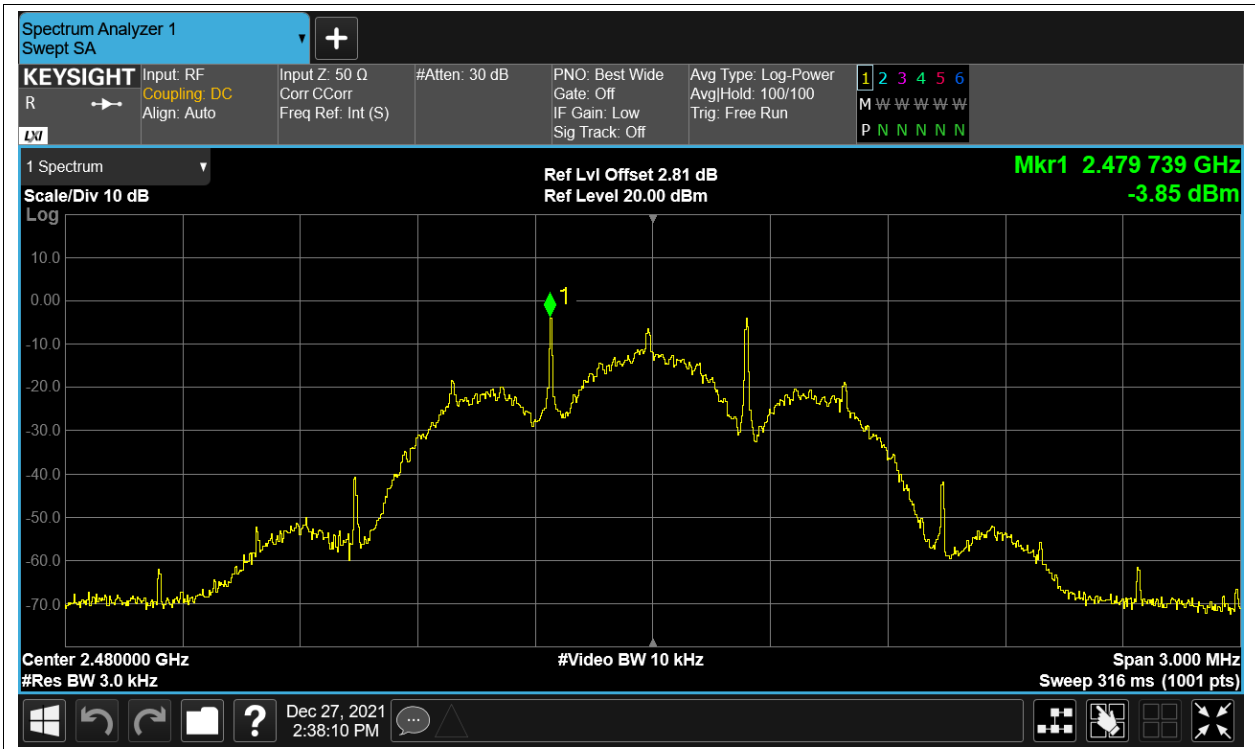 Spectrum Analyzer 1
Swept SA
KEYSIGHT
R
LXI
Input: RF
Coupling: DC
Align: Auto
Input Z: 50 Ω
Corr CCorr
Freq Ref: Int (S)
#Atten: 30 dB
PNO: Best Wide
Gate: Off
IF Gain: Low
Sig Track: Off
Avg Type: Log-Power
Avg|Hold: 100/100
Trig: Free Run
1 2 3 4 5 6
M W W W W W W
P N N N N N
1 Spectrum
Scale/Div 10 dB
Ref Lvl Offset 2.81 dB
Ref Level 20.00 dBm
Mkr1 2.479 739 GHz
-3.85 dBm
Log
10.0
0.00
-10.0
-20.0
-30.0
-40.0
-50.0
-60.0
-70.0
1
Center 2.480000 GHz
#Res BW 3.0 kHz
#Video BW 10 kHz
Span 3.000 MHz
Sweep 316 ms (1001 pts)
?
Dec 27, 2021
2:38:10 PM